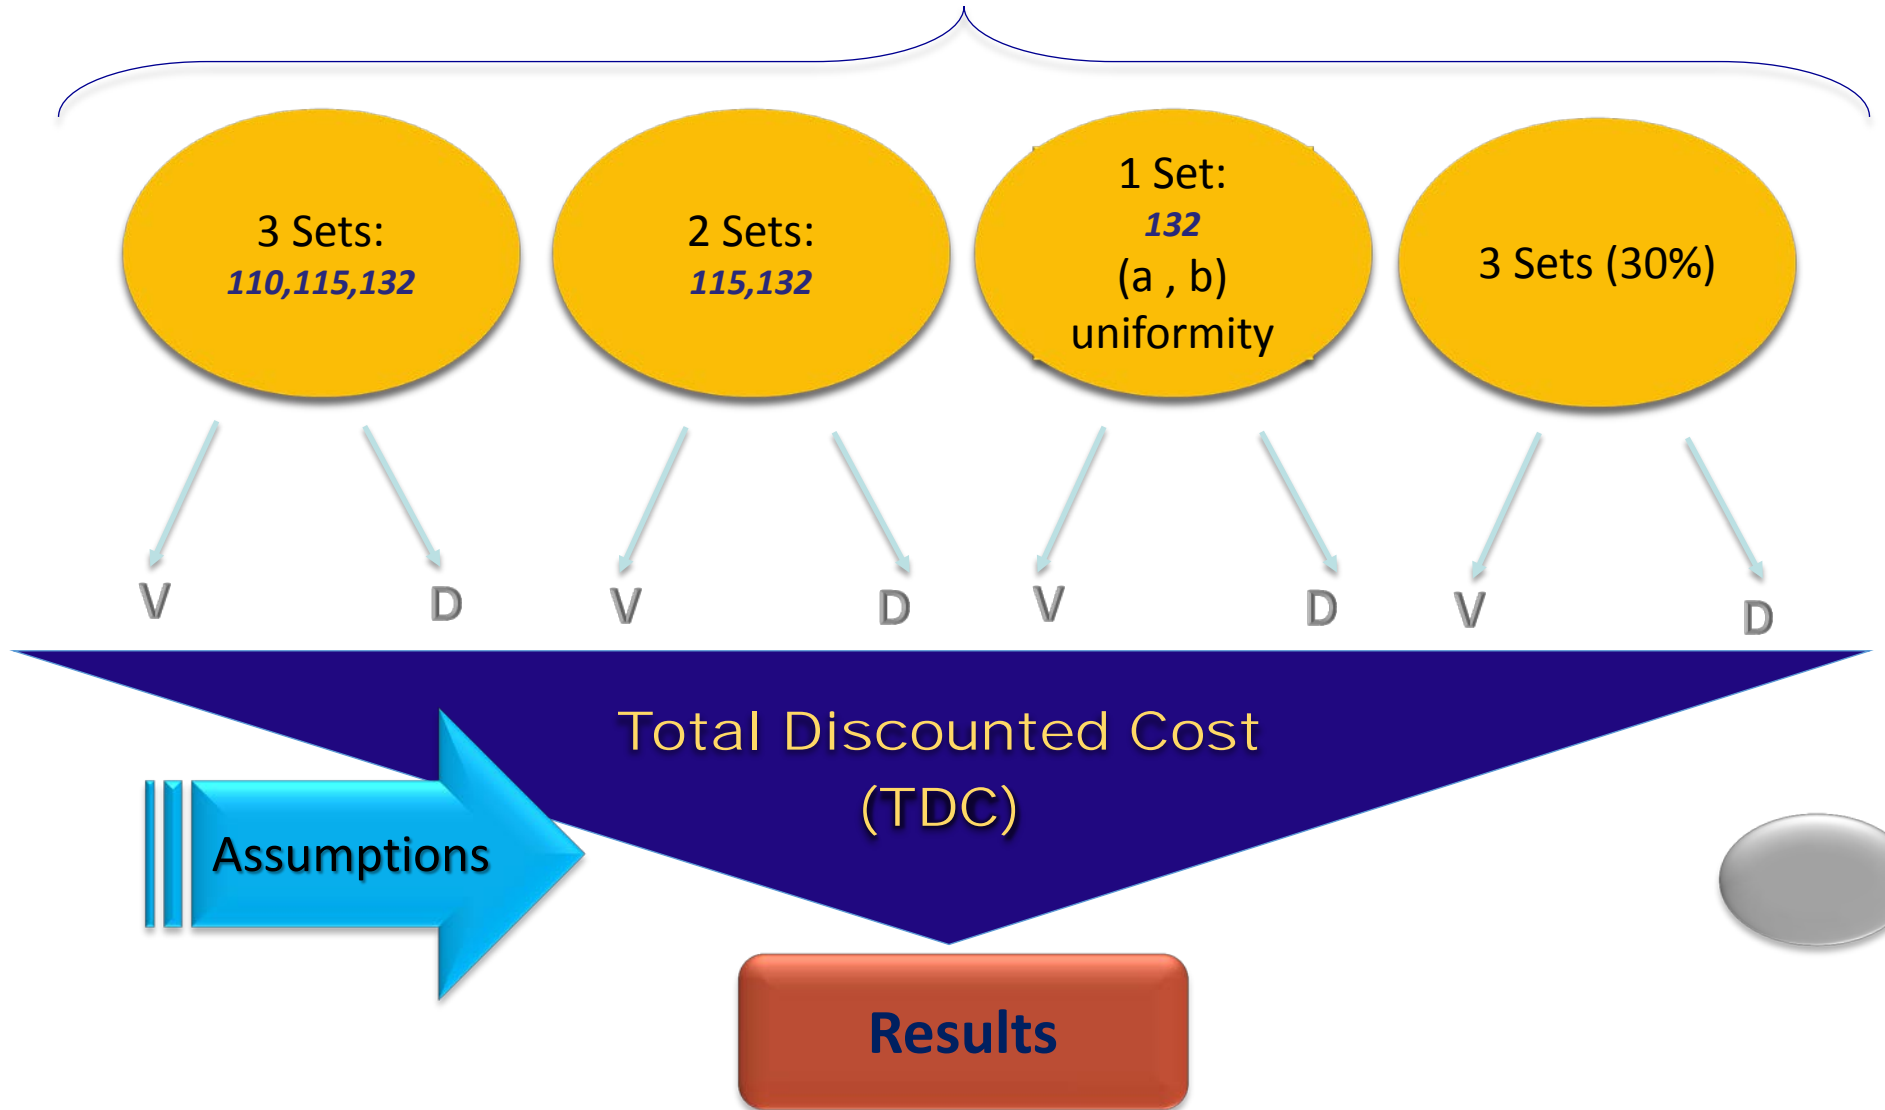 3 Sets:
110,115,132
2 Sets:
115,132
1 Set:
132
(a , b)
uniformity
3 Sets (30%)
V
D
V
D
V
D
V
D
Total Discounted Cost
(TDC)
Assumptions
Results